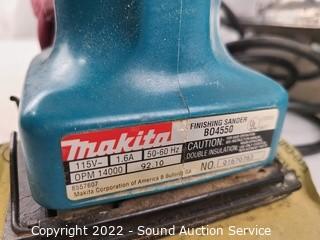 makita
FINISHING SANDER
BO4550
115V~ 1.6A 50-60 Hz
OPM 14000 92.10
CAUTION:
DOUBLE INSULATION
NO.
Makita Corporation of America
Copyright 2022 - Sound Auction Service